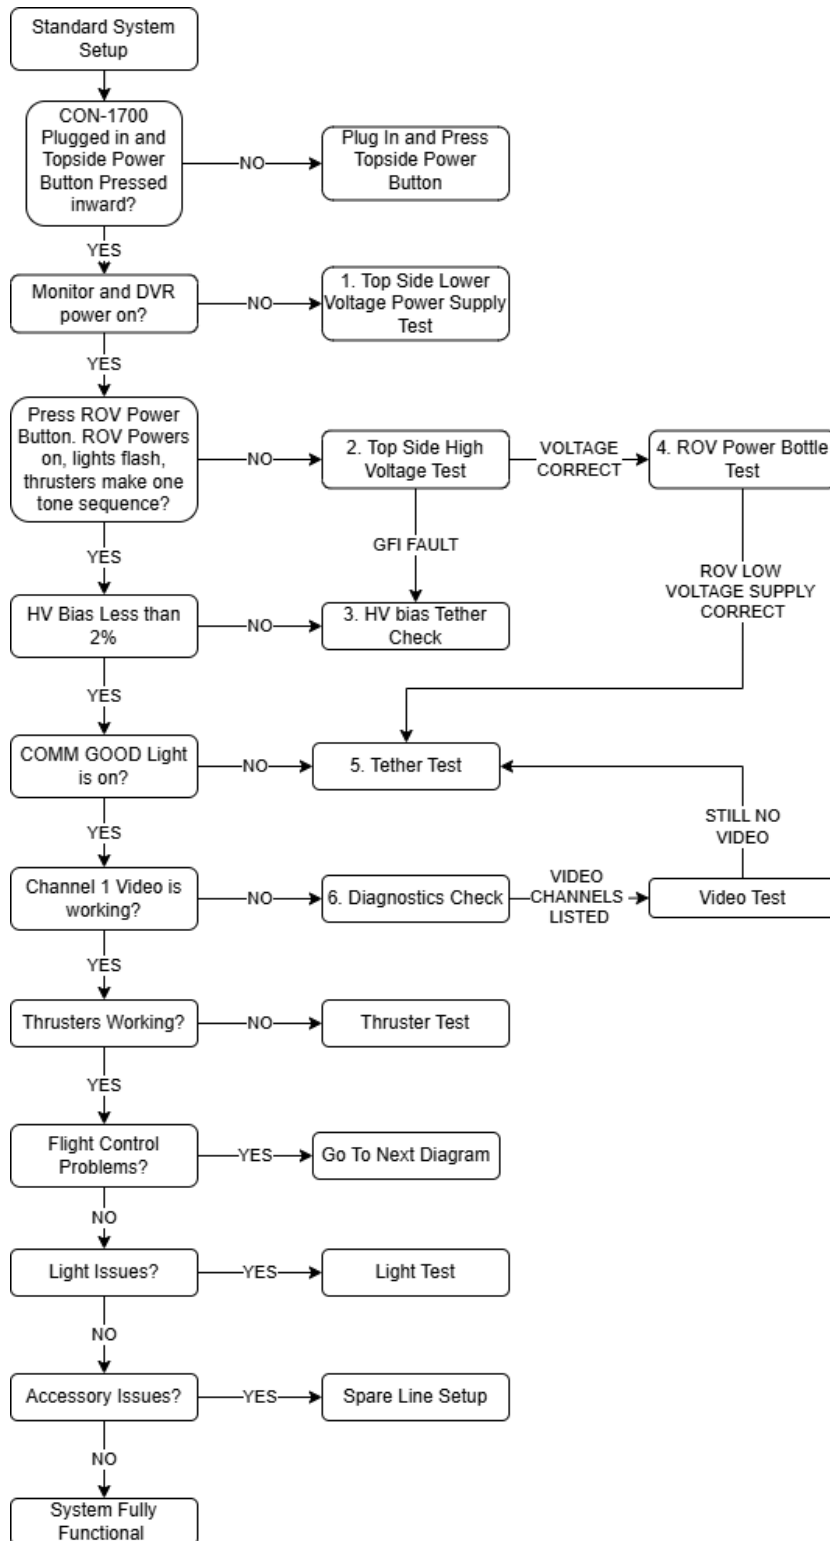 Standard System
Setup
CON-1700
Plugged in and
Topside Power
Button Pressed
inward?
NO
Plug In and Press
Topside Power
Button
YES
Monitor and DVR
power on?
NO
1. Top Side Lower
Voltage Power Supply
Test
YES
Press ROV Power
Button. ROV Powers
on, lights flash,
thrusters make one
tone sequence?
NO
2. Top Side High
Voltage Test
VOLTAGE
CORRECT
4. ROV Power Bottle
Test
GFI FAULT
YES
ROV LOW
VOLTAGE SUPPLY
CORRECT
HV Bias Less than
2%
NO
3. HV bias Tether
Check
YES
COMM GOOD Light
is on?
NO
5. Tether Test
YES
STILL NO
VIDEO
Channel 1 Video is
working?
NO
6. Diagnostics Check
VIDEO
CHANNELS
LISTED
Video Test
YES
Thrusters Working?
NO
Thruster Test
YES
Flight Control
Problems?
YES
Go To Next Diagram
NO
Light Issues?
YES
Light Test
NO
Accessory Issues?
YES
Spare Line Setup
NO
System Fully
Functional